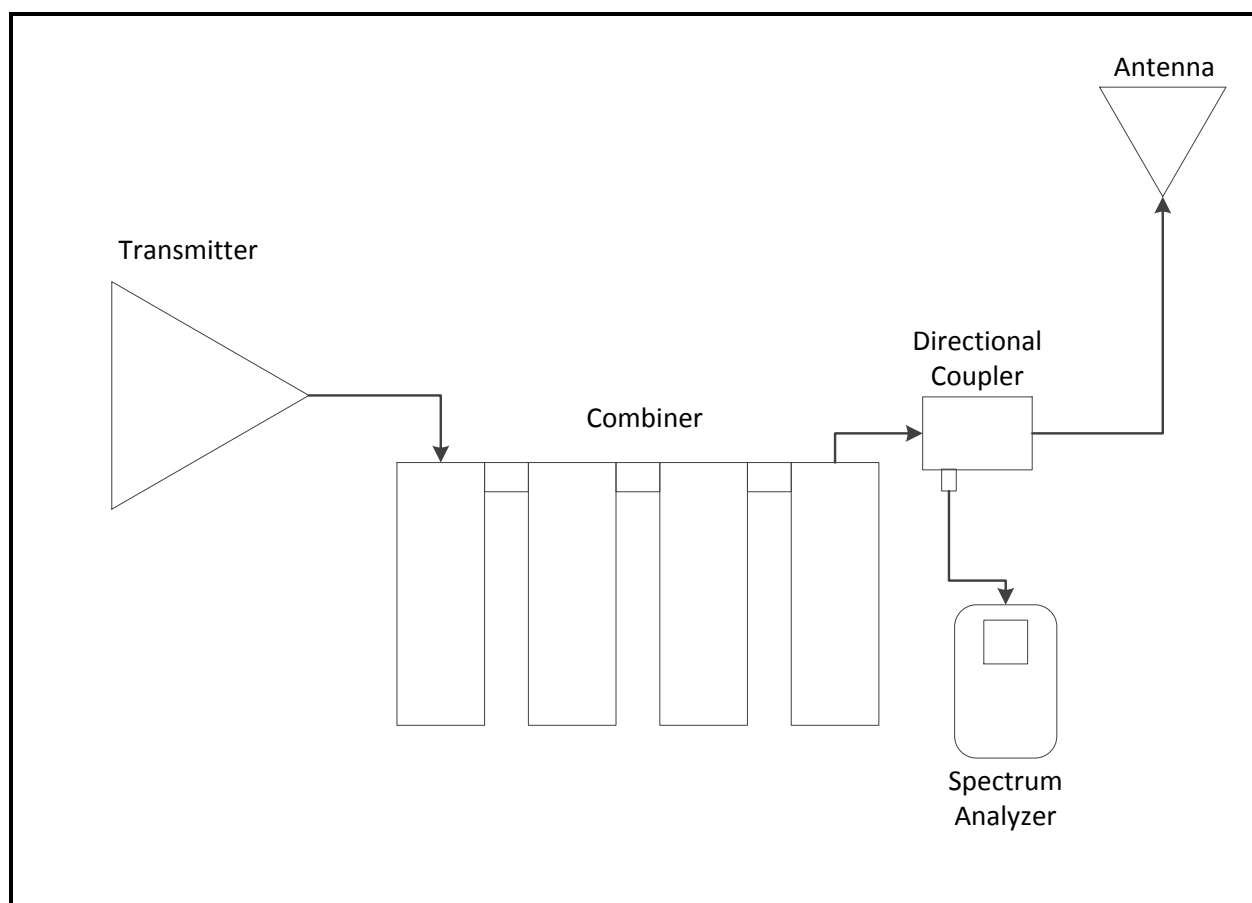 Antenna
Transmitter
Directional
Coupler
Combiner
Spectrum
Analyzer